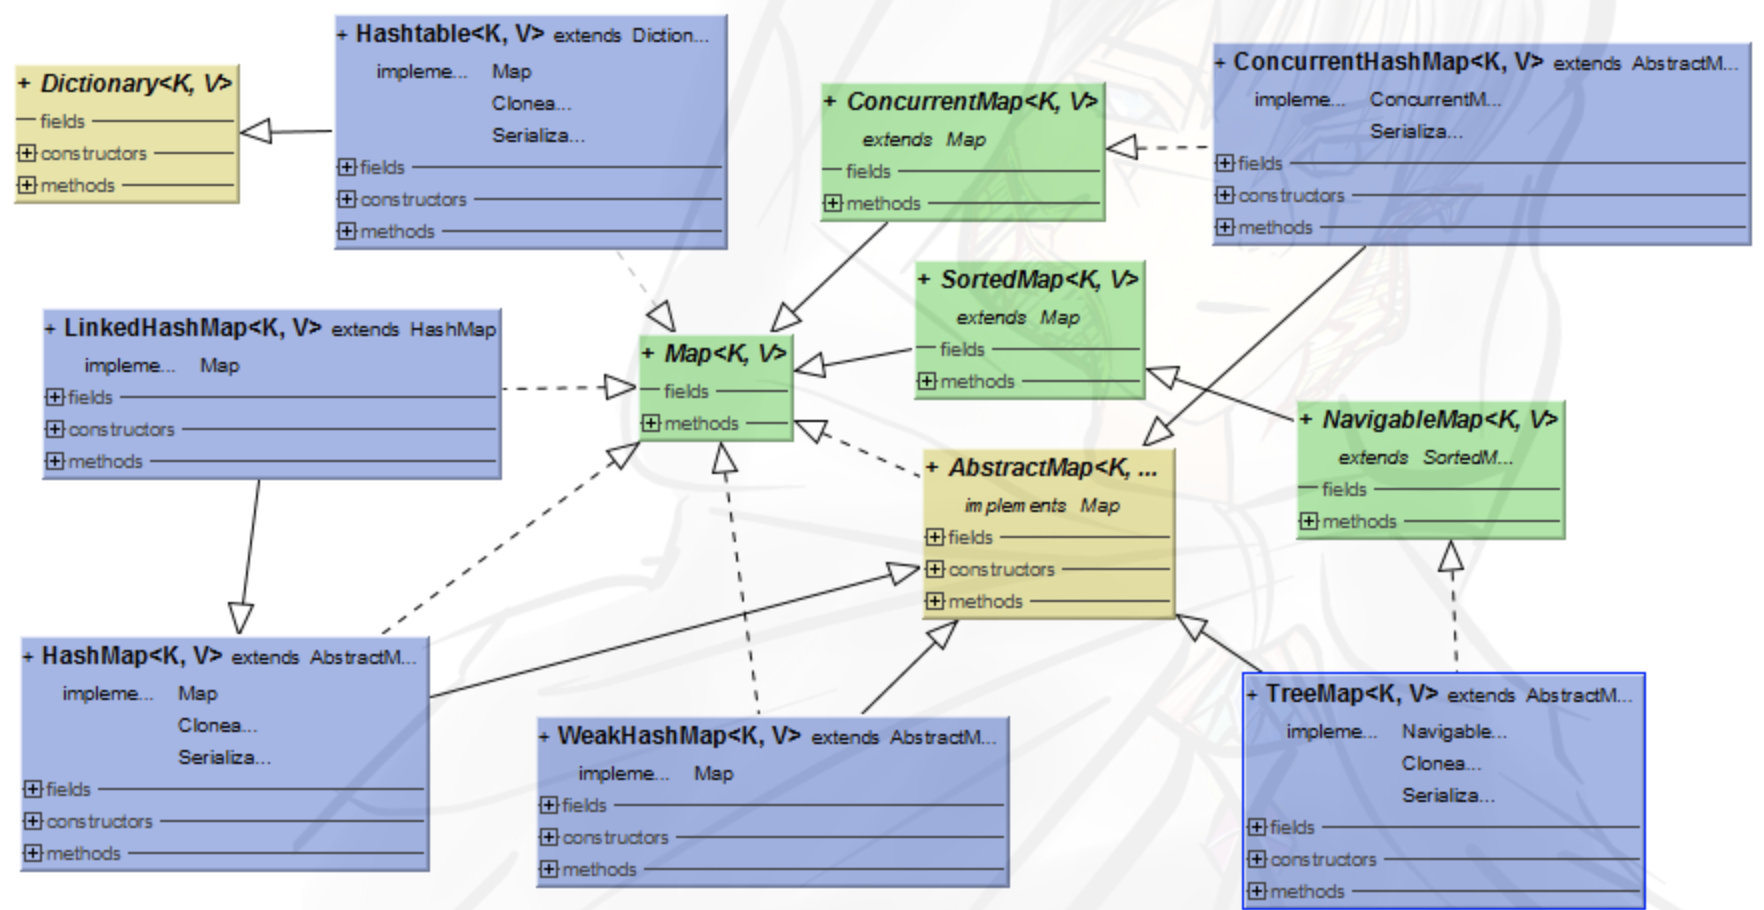 + Hashtable<K, V> extends Diction...
impleme... Map
Clonea...
Serializa...
fields
constructors
methods
+ Dictionary<K, V>
fields
constructors
methods
+ ConcurrentMap<K, V>
extends Map
fields
methods
+ ConcurrentHashMap<K, V> extends AbstractM...
impleme... ConcurrentM...
Serializa...
fields
constructors
methods
+ LinkedHashMap<K, V> extends HashMap
impleme... Map
fields
constructors
methods
+ Map<K, V>
fields
methods
+ SortedMap<K, V>
extends Map
fields
methods
+ NavigableMap<K, V>
extends SortedM...
fields
methods
+ AbstractMap<K, ...
implements Map
fields
constructors
methods
+ HashMap<K, V> extends AbstractM...
impleme... Map
Clonea...
Serializa...
fields
constructors
methods
+ WeakHashMap<K, V> extends AbstractM...
impleme... Map
fields
constructors
methods
+ TreeMap<K, V> extends AbstractM...
impleme... Navigable...
Clonea...
Serializa...
fields
constructors
methods